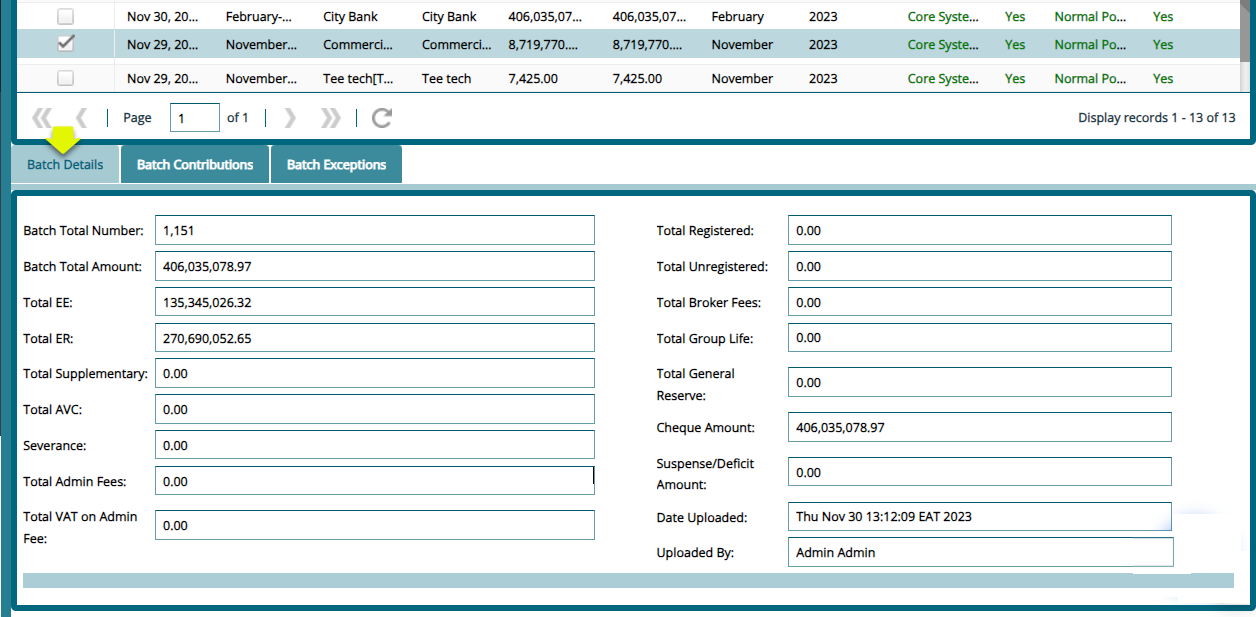 Nov 30, 20... February-... City Bank City Bank 406,035,07... 406,035,07... February 2023 Core Syste... Yes Normal Po... Yes
Nov 29, 20... November... Commerci... Commerci... 8,719,770.... 8,719,770.... November 2023 Core Syste... Yes Normal Po... Yes
Nov 29, 20... November... Tee tech[T... Tee tech 7,425.00 7,425.00 November 2023 Core Syste... Yes Normal Po... Yes
Page 1 of 1 Display records 1 - 13 of 13
Batch Details Batch Contributions Batch Exceptions
Batch Total Number: 1,151
Batch Total Amount: 406,035,078.97
Total EE: 135,345,026.32
Total ER: 270,690,052.65
Total Supplementary: 0.00
Total AVC: 0.00
Severance: 0.00
Total Admin Fees: 0.00
Total VAT on Admin
Fee: 0.00
Total Registered: 0.00
Total Unregistered: 0.00
Total Broker Fees: 0.00
Total Group Life: 0.00
Total General
Reserve: 0.00
Cheque Amount: 406,035,078.97
Suspense/Deficit
Amount: 0.00
Date Uploaded: Thu Nov 30 13:12:09 EAT 2023
Uploaded By: Admin Admin